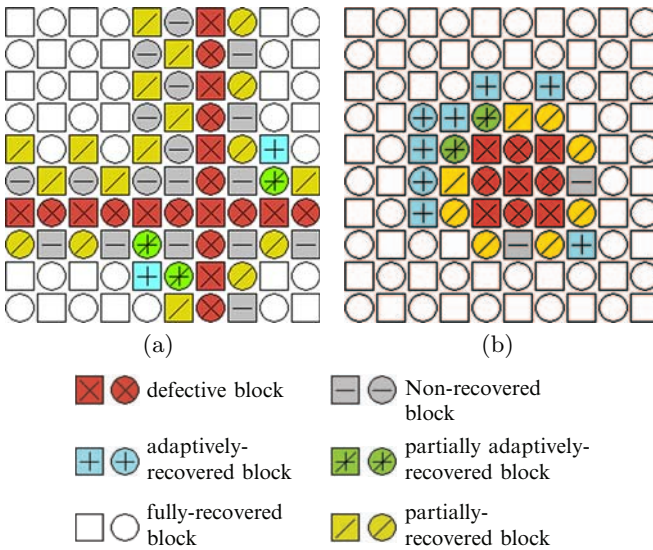 (a) (b)
defective block
Non-recovered
block
adaptively-
recovered block
partially adaptively-
recovered block
fully-recovered
block
partially-
recovered block